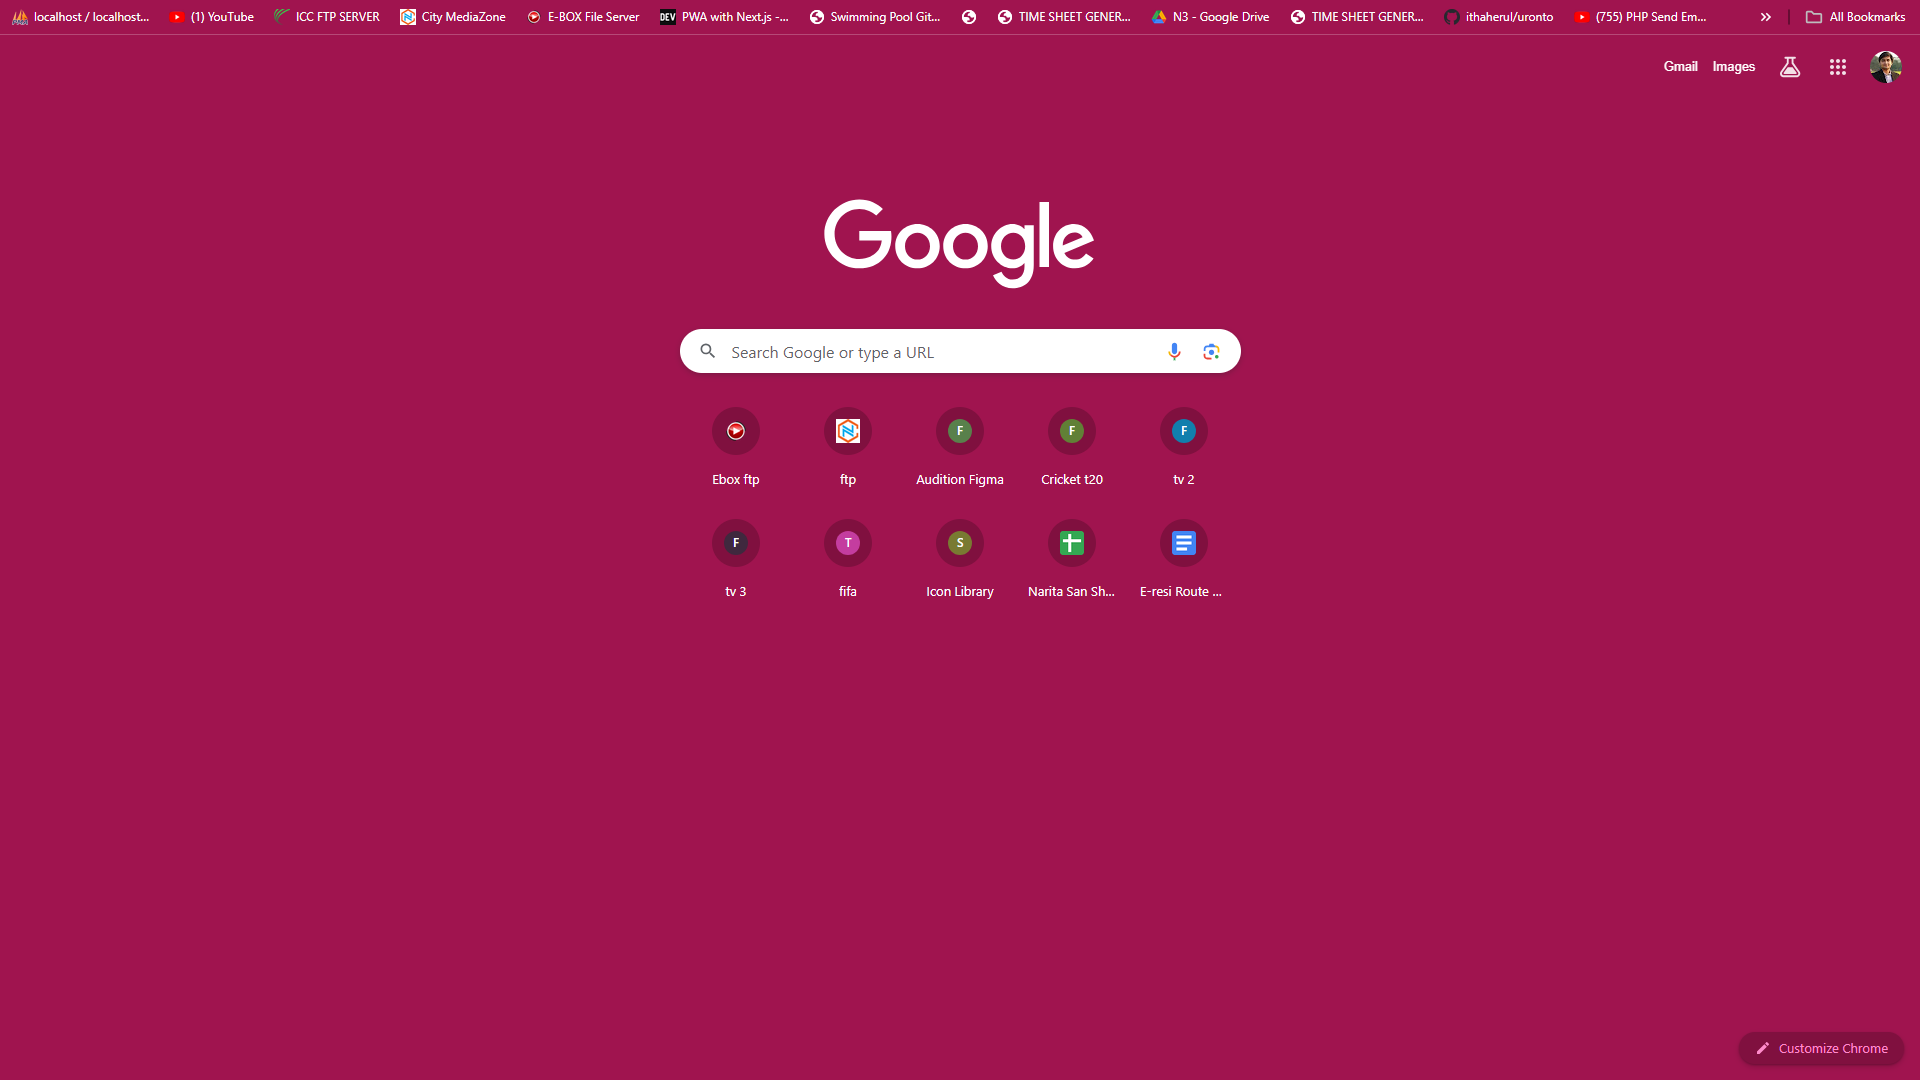 localhost / localhost... (1) YouTube ICC FTP SERVER City MediaZone E-BOX File Server DEV PWA with Next.js -... Swimming Pool Git... TIME SHEET GENER... N3 - Google Drive TIME SHEET GENER... ithaherul/uronto (755) PHP Send Em... » All Bookmarks
Gmail Images
Google
Search Google or type a URL
F F F
Ebox ftp ftp Audition Figma Cricket t20 tv 2
F T S
tv 3 fifa Icon Library Narita San Sh... E-resi Route ...
Customize Chrome